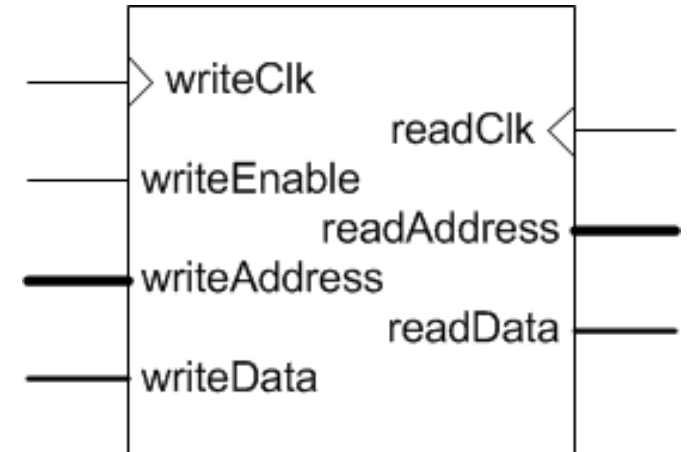 writeClk
readClk
writeEnable
readAddress
writeAddress
readData
writeData